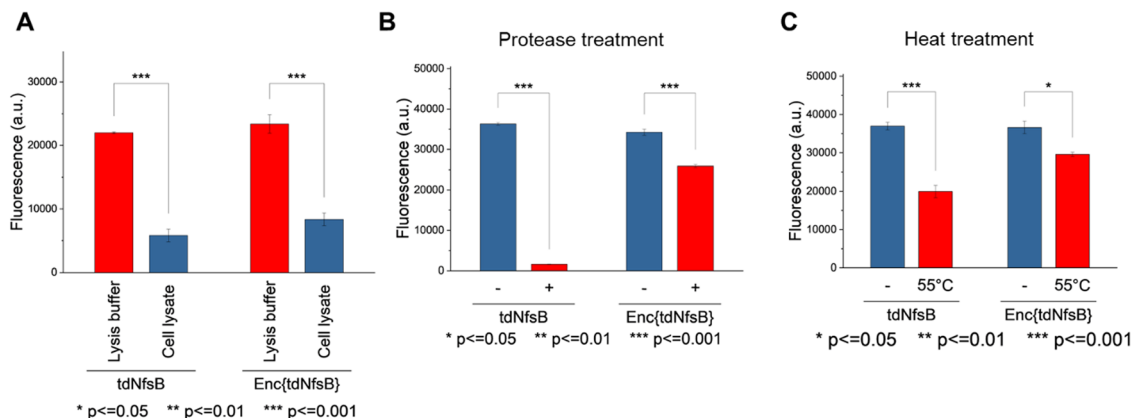 A
Fluorescence (a.u.)
30000
20000
10000
0
***
***
Lysis buffer
Cell lysate
Lysis buffer
Cell lysate
tdNfsB
Enc{tdNfsB}
* p<=0.05 ** p<=0.01 *** p<=0.001
B
Protease treatment
Fluorescence (a.u.)
50000
40000
30000
20000
10000
0
***
***
- + - +
tdNfsB Enc{tdNfsB}
* p<=0.05 ** p<=0.01 *** p<=0.001
C
Heat treatment
Fluorescence (a.u.)
50000
40000
30000
20000
10000
0
***
*
- 55°C - 55°C
tdNfsB Enc{tdNfsB}
* p<=0.05 ** p<=0.01 *** p<=0.001